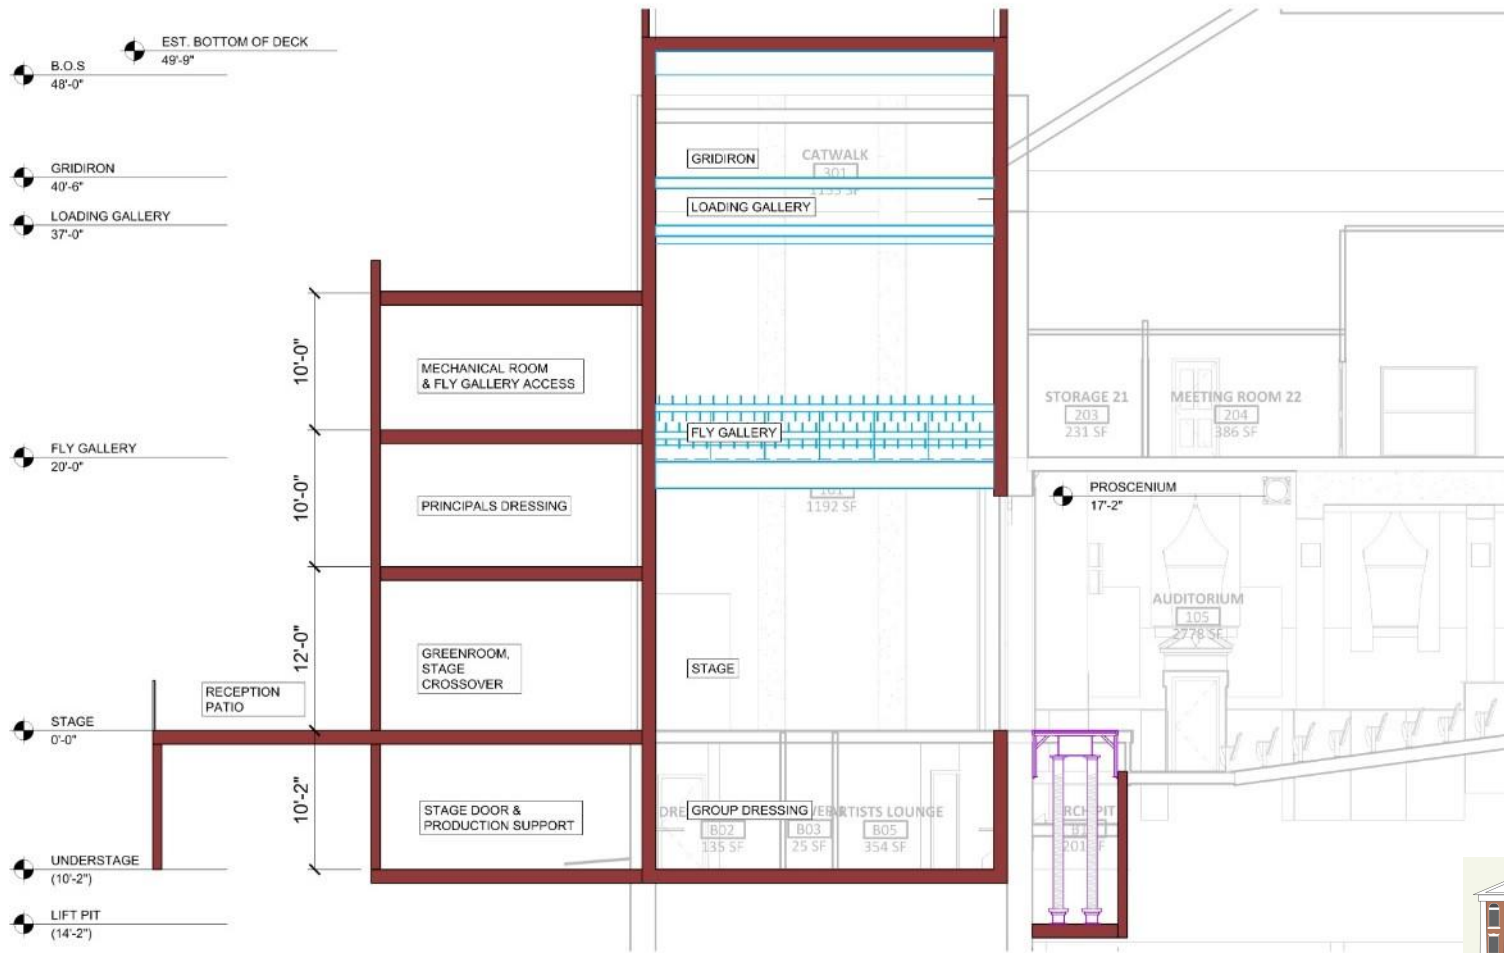 EST. BOTTOM OF DECK
49'-9"
B.O.S
48'-0"
GRIDIRON
40'-6"
LOADING GALLERY
37'-0"
FLY GALLERY
20'-0"
STAGE
0'-0"
UNDERSTAGE
(10'-2")
LIFT PIT
(14'-2")
10'-0"
10'-0"
12'-0"
10'-2"
RECEPTION
PATIO
MECHANICAL ROOM
& FLY GALLERY ACCESS
PRINCIPALS DRESSING
GREENROOM,
STAGE
CROSSOVER
STAGE DOOR &
PRODUCTION SUPPORT
GRIDIRON
CATWALK
301
LOADING GALLERY
FLY GALLERY
1192 SF
STAGE
GROUP DRESSING
B02
135 SF
B03
25 SF
ARTISTS LOUNGE
B05
354 SF
STORAGE 21
203
231 SF
MEETING ROOM 22
204
386 SF
PROSCENIUM
17'-2"
AUDITORIUM
105
2778 SF